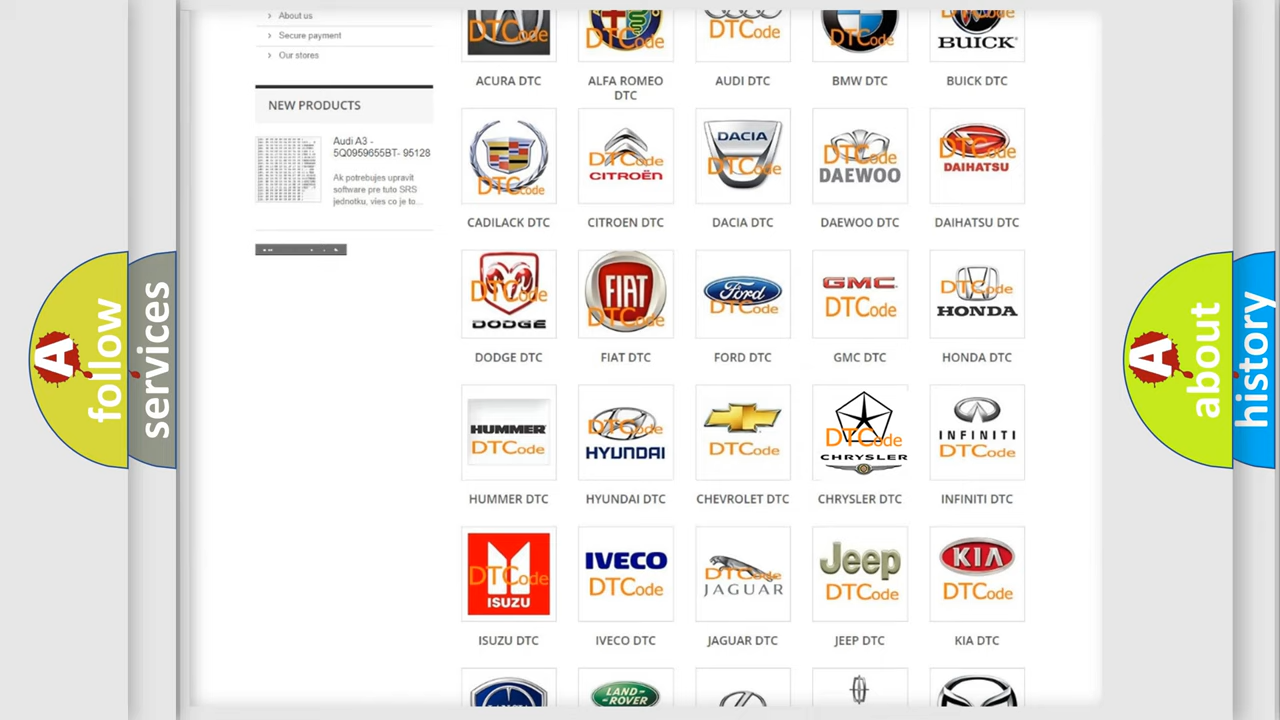 About us
Secure payment
Our stores
NEW PRODUCTS
Audi A3 -
5Q0959655BT- 95128
Ak potrebujes upravit
software pre tuto SRS
jednotku, vies co je to...
DTCode
DTCode
DTCode
DTCode
BUICK
ACURA DTC
ALFA ROMEO
DTC
AUDI DTC
BMW DTC
BUICK DTC
DTCode
DTCode
CITROËN
DACIA
DTCode
DTCode
DAEWOO
DTCode
DAIHATSU
CADILACK DTC
CITROEN DTC
DACIA DTC
DAEWOO DTC
DAIHATSU DTC
DTCode
DODGE
FIAT
DTCode
Ford
DTCode
GMC
DTCode
DTCode
HONDA
DODGE DTC
FIAT DTC
FORD DTC
GMC DTC
HONDA DTC
HUMMER
DTCode
DTCode
HYUNDAI
DTCode
DTCode
CHRYSLER
INFINITI
DTCode
HUMMER DTC
HYUNDAI DTC
CHEVROLET DTC
CHRYSLER DTC
INFINITI DTC
DTCode
ISUZU
IVECO
DTCode
DTCode
JAGUAR
Jeep
DTCode
KIA
DTCode
ISUZU DTC
IVECO DTC
JAGUAR DTC
JEEP DTC
KIA DTC
LAND-
ROVER
A
follow
services
A
about
history